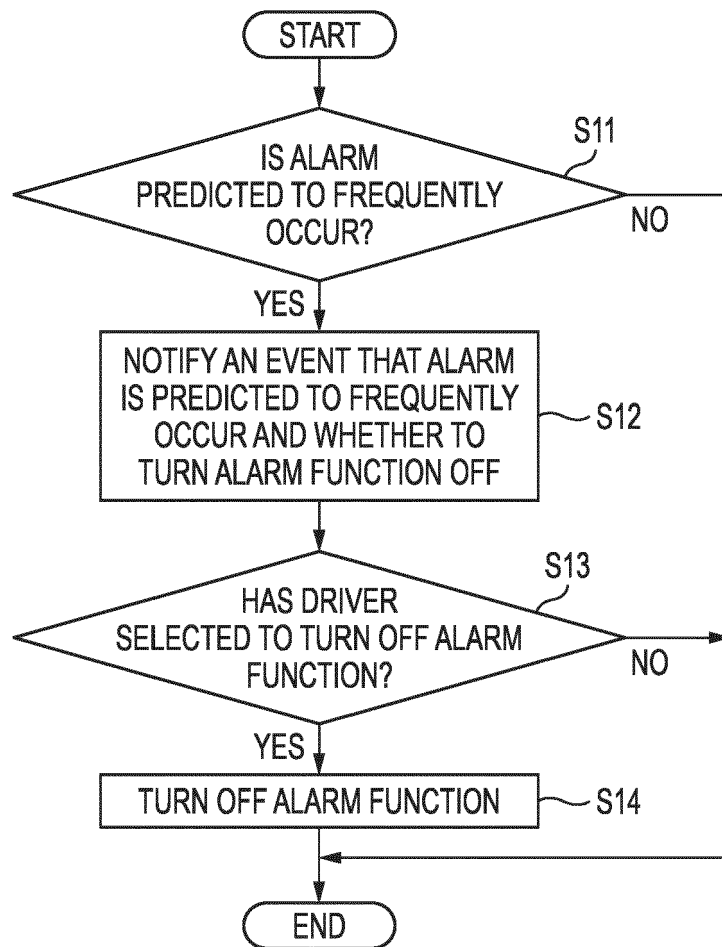 START
S11
IS ALARM
PREDICTED TO FREQUENTLY
OCCUR?
NO
YES
NOTIFY AN EVENT THAT ALARM
IS PREDICTED TO FREQUENTLY
OCCUR AND WHETHER TO
TURN ALARM FUNCTION OFF
S12
S13
HAS DRIVER
SELECTED TO TURN OFF ALARM
FUNCTION?
NO
YES
TURN OFF ALARM FUNCTION
S14
END